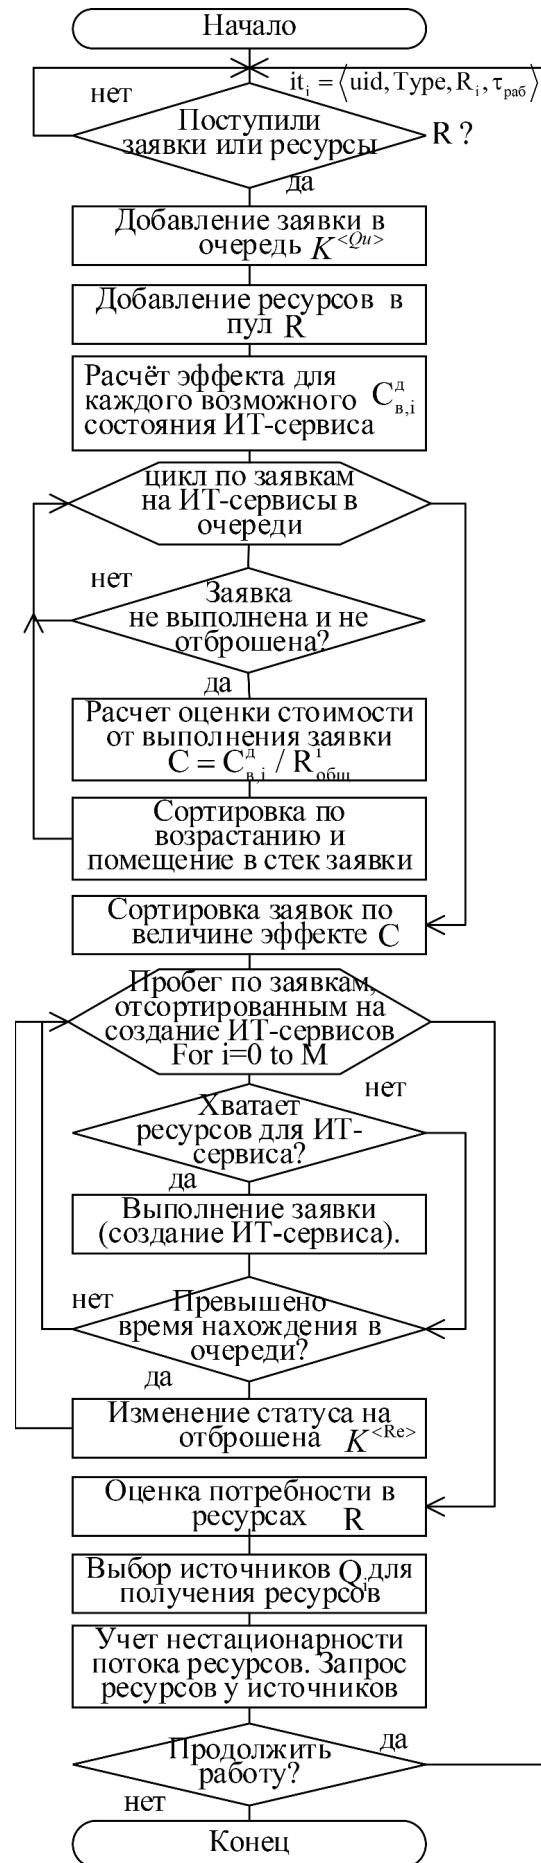 Начало
нет
it_i = ⟨uid, Type, R_i, τ_раб⟩
Поступили
заявки или ресурсы
R ?
да
Добавление заявки в
очередь K^<Qu>
Добавление ресурсов в
пул R
Расчёт эффекта для
каждого возможного C^д_в,i
состояния ИТ-сервиса
цикл по заявкам
на ИТ-сервисы в
очереди
нет
Заявка
не выполнена и не
отброшена?
да
Расчет оценки стоимости
от выполнения заявки
C = C^д_в,i / R^i_общ
Сортировка по
возрастанию и
помещение в стек заявки
Сортировка заявок по
величине эффекте C
Пробег по заявкам,
отсортированным на
создание ИТ-сервисов
For i=0 to M
нет
Хватает
ресурсов для ИТ-
сервиса?
да
Выполнение заявки
(создание ИТ-сервиса).
нет
Превышено
время нахождения в
очереди?
да
Изменение статуса на
отброшена K^<Re>
Оценка потребности в
ресурсах R
Выбор источников Q_i для
получения ресурсов
Учет нестационарности
потока ресурсов. Запрос
ресурсов у источников
Продолжить
работу?
да
нет
Конец